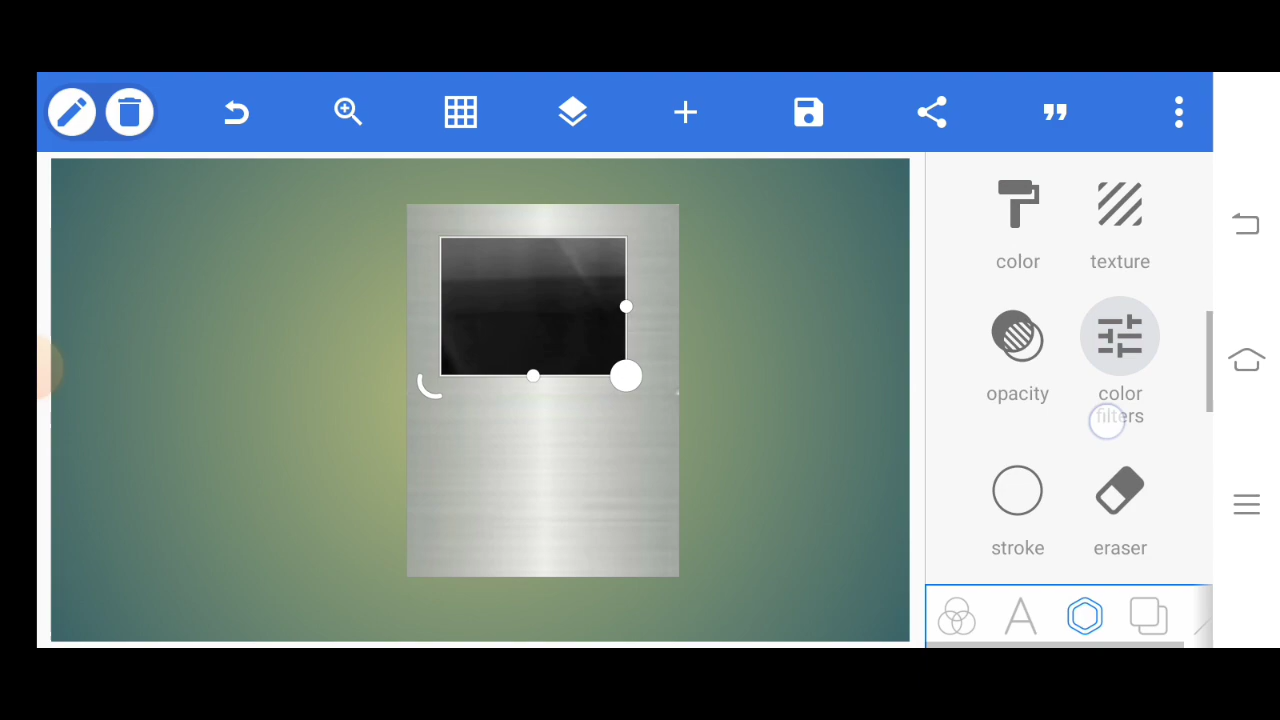 color texture
opacity color
filters
stroke eraser